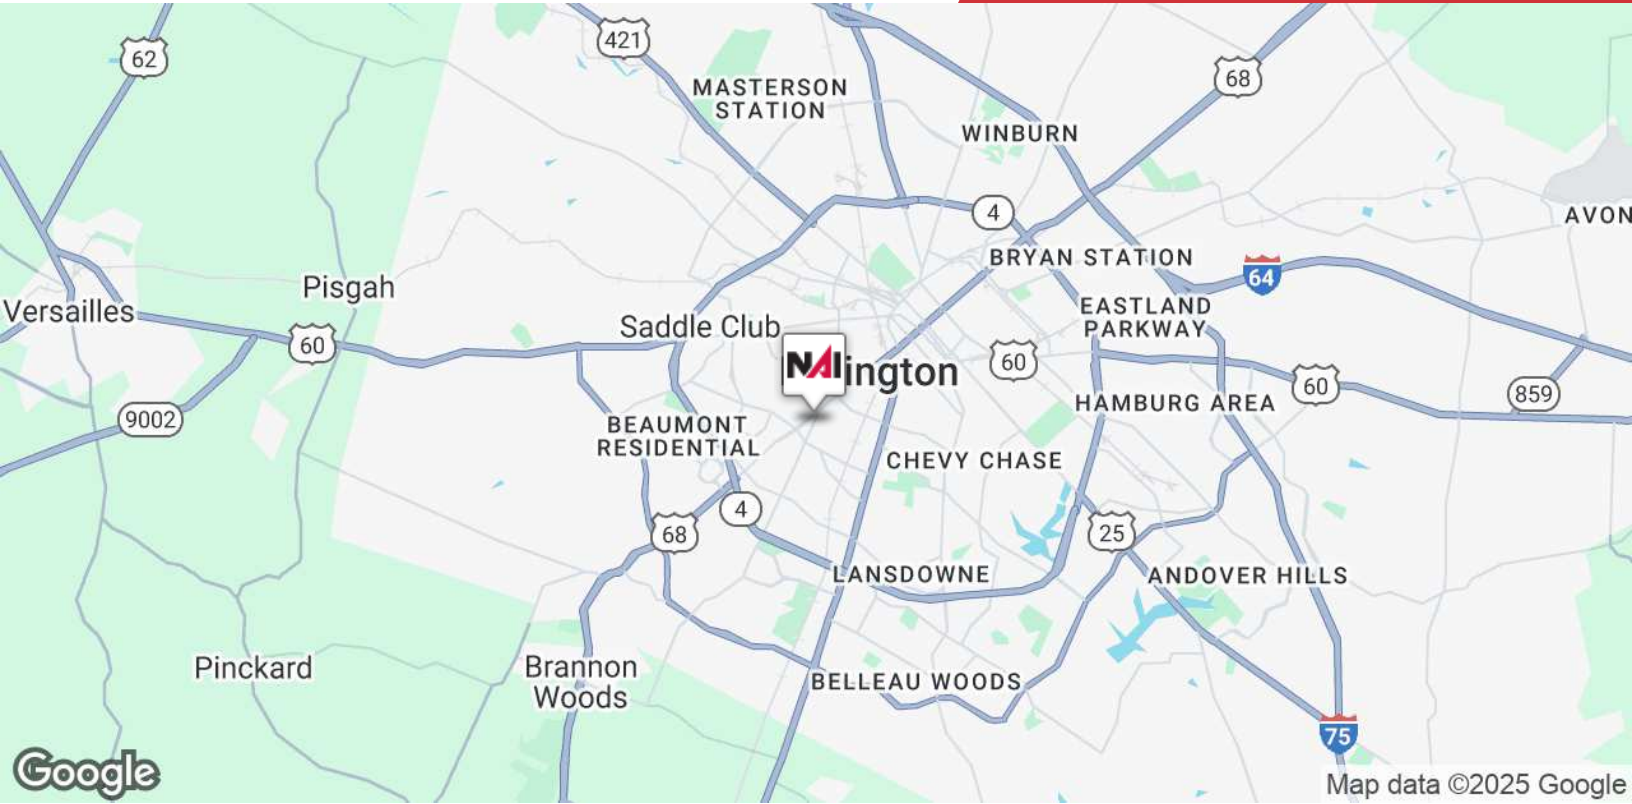 421
62
68
MASTERSON
STATION
WINBURN
4
AVON
BRYAN STATION
64
Pisgah
Versailles
EASTLAND
PARKWAY
Saddle Club
60
NAI
ington
60
60
859
HAMBURG AREA
9002
BEAUMONT
RESIDENTIAL
CHEVY CHASE
4
68
25
LANSDOWNE
ANDOVER HILLS
Pinckard
Brannon
Woods
BELLEAU WOODS
75
Google
Map data ©2025 Google